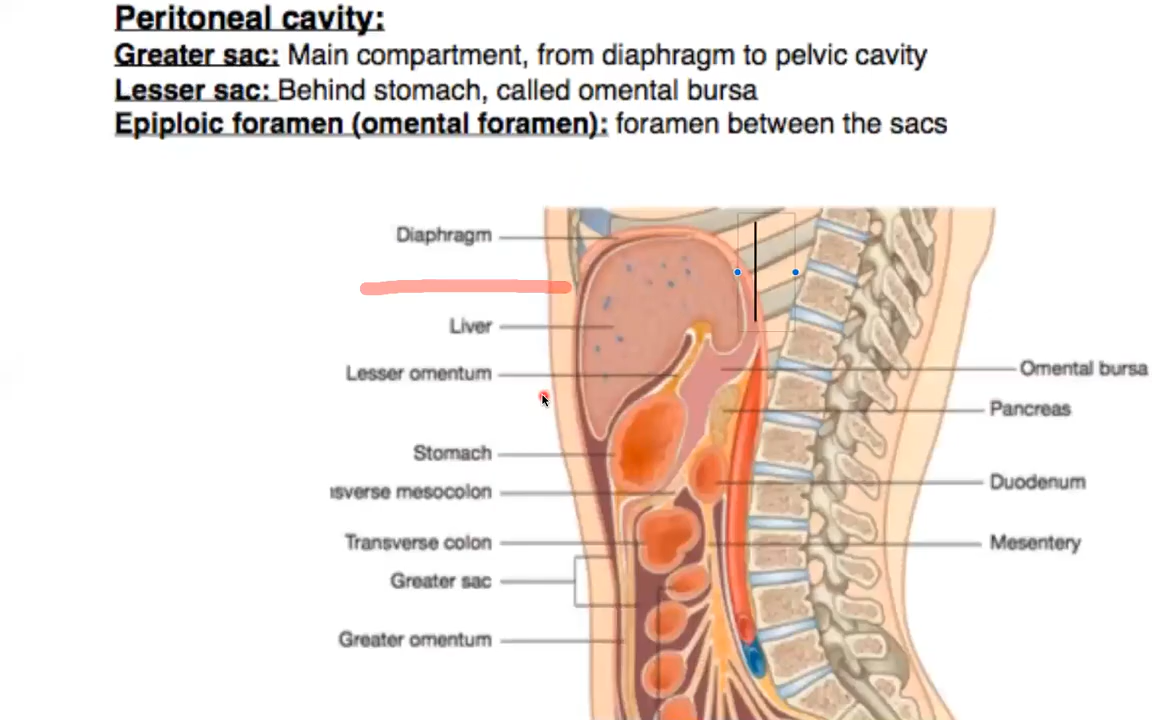 Peritoneal cavity:
Greater sac: Main compartment, from diaphragm to pelvic cavity
Lesser sac: Behind stomach, called omental bursa
Epiploic foramen (omental foramen): foramen between the sacs
Diaphragm
Liver
Lesser omentum
Omental bursa
Pancreas
Stomach
Duodenum
sverse mesocolon
Transverse colon
Mesentery
Greater sac
Greater omentum